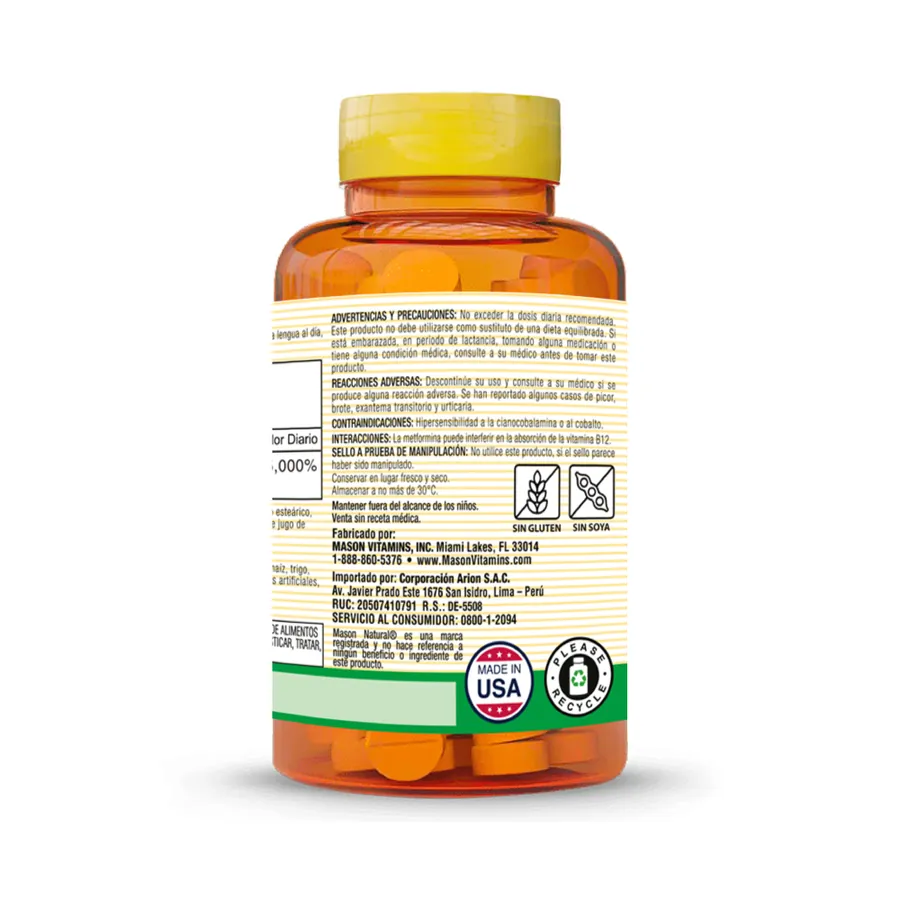 a lengua al día,
lor Diario
,000%
esteárico,
e jugo de
naíz, trigo,
s artificiales,
DE ALIMENTOS
STICAR, TRATAR,
ADVERTENCIAS Y PRECAUCIONES: No exceder la dosis diaria recomendada.
Este producto no debe utilizarse como sustituto de una dieta equilibrada. Si
está embarazada, en periodo de lactancia, tomando alguna medicación o
tiene alguna condición médica, consulte a su médico antes de tomar este
producto.
REACCIONES ADVERSAS: Descontinúe su uso y consulte a su médico si se
produce alguna reacción adversa. Se han reportado algunos casos de picor,
brote, exantema transitorio y urticaria.
CONTRAINDICACIONES: Hipersensibilidad a la cianocobalamina o al cobalto.
INTERACCIONES: La metformina puede interferir en la absorción de la vitamina B12.
SELLO A PRUEBA DE MANIPULACIÓN: No utilice este producto, si el sello parece
haber sido manipulado.
Conservar en lugar fresco y seco.
Almacenar a no más de 30°C.
Mantener fuera del alcance de los niños.
Venta sin receta médica.
SIN GLUTEN
SIN SOYA
Fabricado por:
MASON VITAMINS, INC. Miami Lakes, FL 33014
1-888-860-5376 • www.MasonVitamins.com
Importado por: Corporación Arion S.A.C.
Av. Javier Prado Este 1676 San Isidro, Lima – Perú
RUC: 20507410791 R.S.: DE-5508
SERVICIO AL CONSUMIDOR: 0800-1-2094
Mason Natural® es una marca
registrada y no hace referencia a
ningún beneficio o ingrediente de
este producto.
MADE IN
USA
PLEASE
RECYCLE